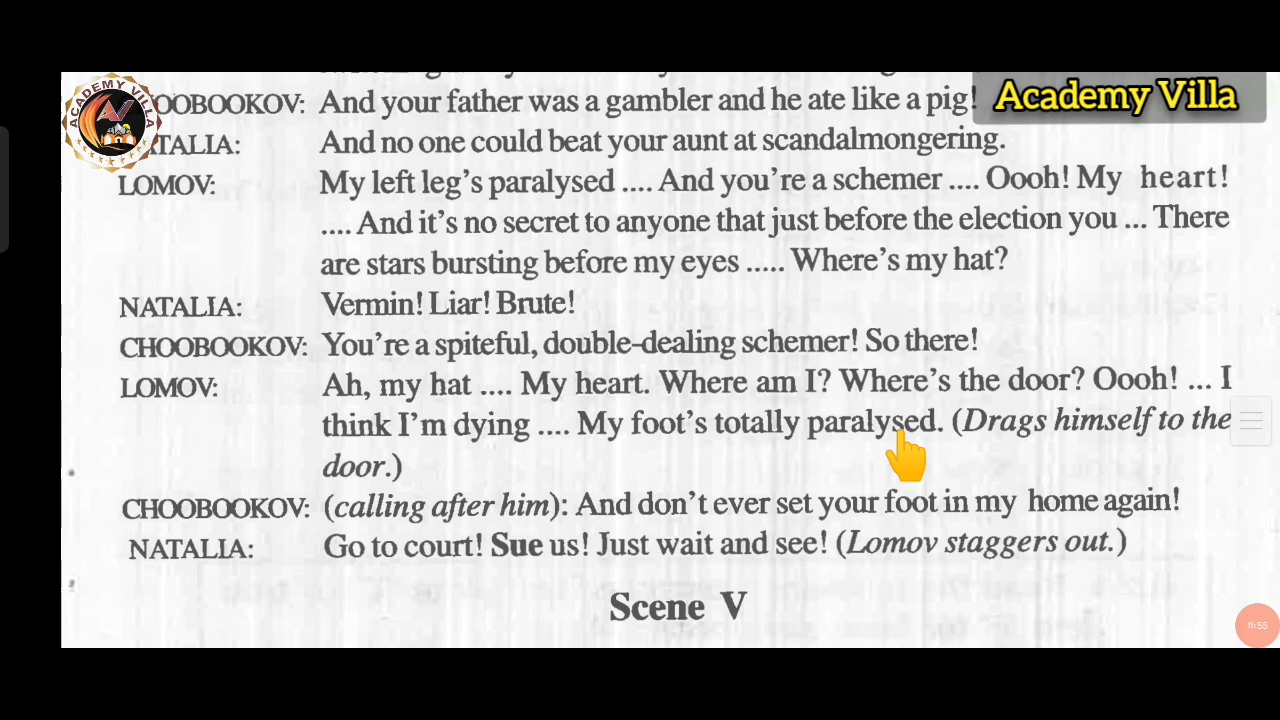 Academy Villa
ACADEMY VILLA
AV
OOBOOKOV: And your father was a gambler and he ate like a pig!
TALIA: And no one could beat your aunt at scandalmongering.
LOMOV: My left leg's paralysed .... And you're a schemer .... Oooh! My heart!
.... And it's no secret to anyone that just before the election you ... There
are stars bursting before my eyes ..... Where's my hat?
NATALIA: Vermin! Liar! Brute!
CHOOBOOKOV: You're a spiteful, double-dealing schemer! So there!
LOMOV: Ah, my hat .... My heart. Where am I? Where's the door? Oooh! ... I
think I'm dying .... My foot's totally paralysed. (Drags himself to the
door.)
CHOOBOOKOV: (calling after him): And don't ever set your foot in my home again!
NATALIA: Go to court! Sue us! Just wait and see! (Lomov staggers out.)
Scene V
11:55